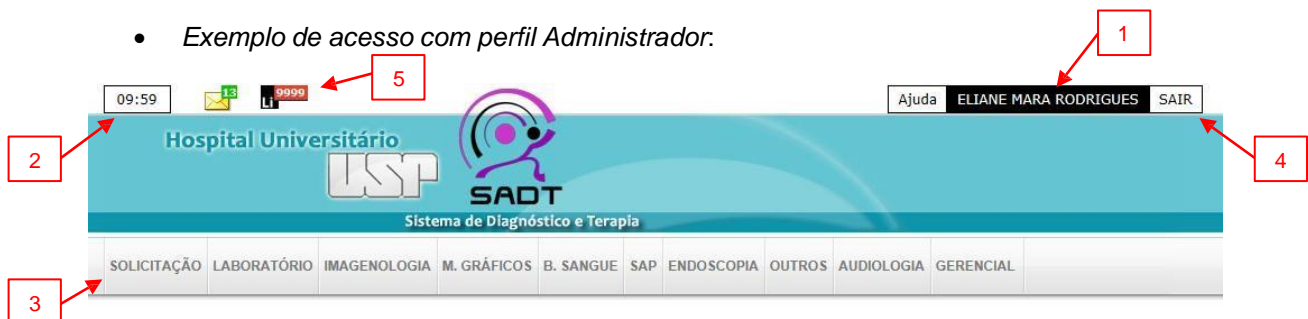 • Exemplo de acesso com perfil Administrador:
1
5
09:59 13 Li 9999 Ajuda ELIANE MARA RODRIGUES SAIR
2
Hospital Universitário
4
USP
SADT
Sistema de Diagnóstico e Terapia
SOLICITAÇÃO LABORATÓRIO IMAGENOLOGIA M. GRÁFICOS B. SANGUE SAP ENDOSCOPIA OUTROS AUDIOLOGIA GERENCIAL
3